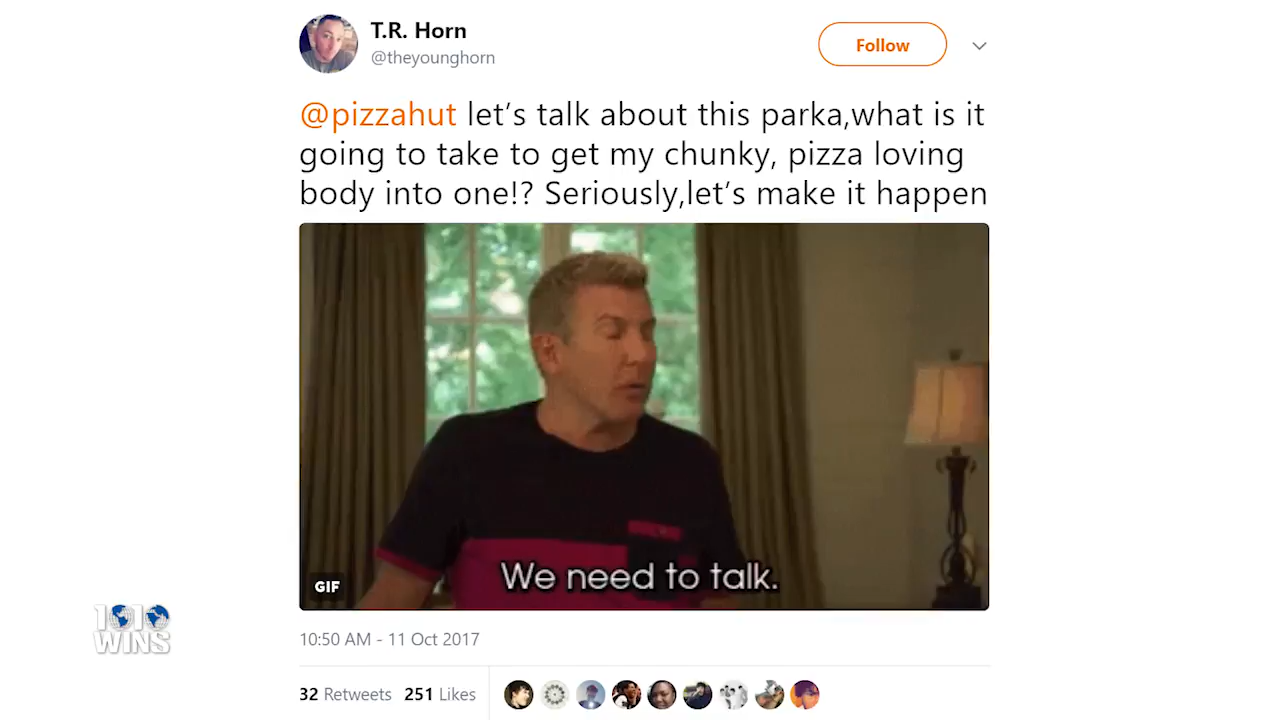 T.R. Horn
@theyounghorn
Follow
@pizzahut let’s talk about this parka,what is it
going to take to get my chunky, pizza loving
body into one!? Seriously,let’s make it happen
We need to talk.
GIF
1010
WINS
10:50 AM - 11 Oct 2017
32 Retweets 251 Likes